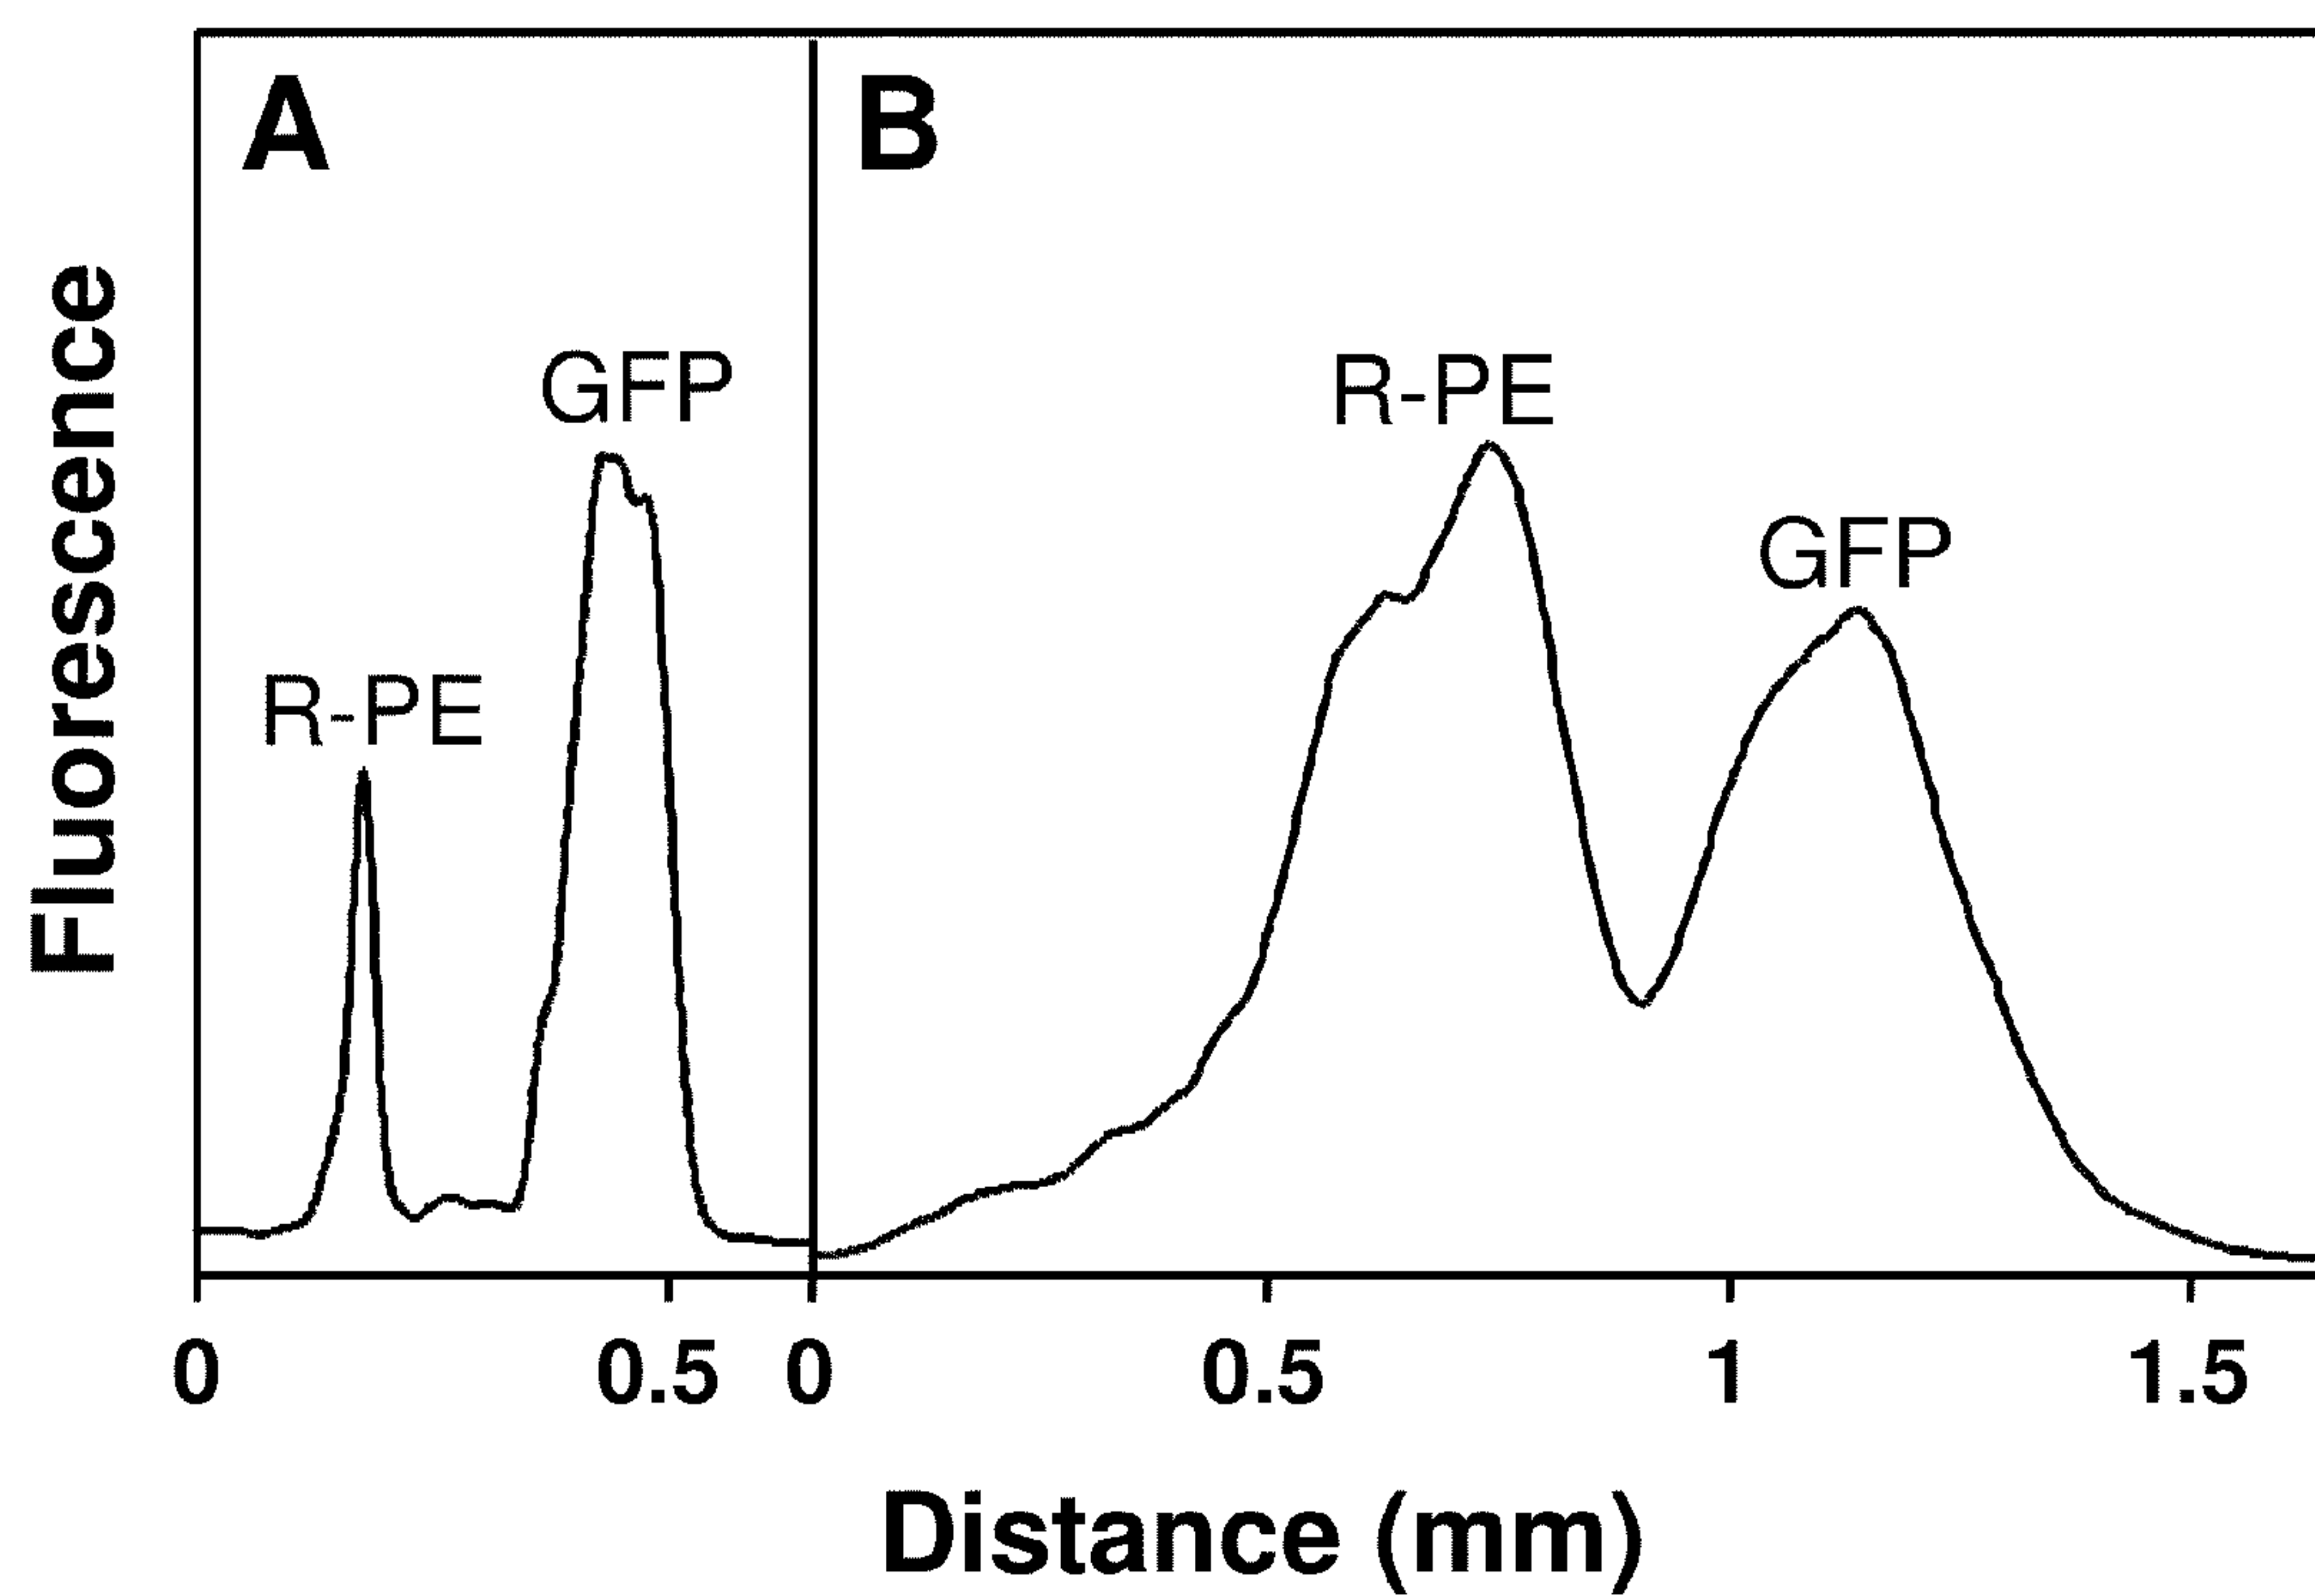 A
B
Fluorescence
GFP
R-PE
R-PE
GFP
0
0.5
0
0.5
1
1.5
Distance (mm)